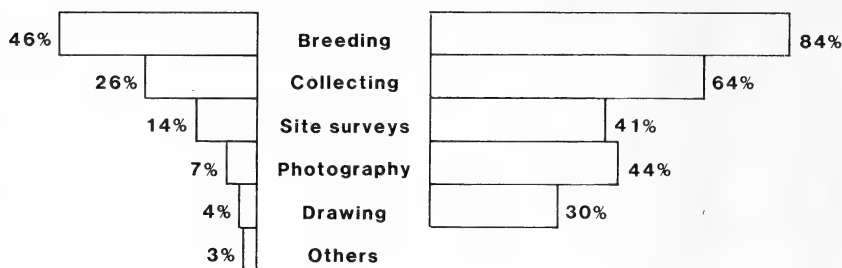 46% Breeding 84%
26% Collecting 64%
14% Site surveys 41%
7% Photography 44%
4% Drawing 30%
3% Others